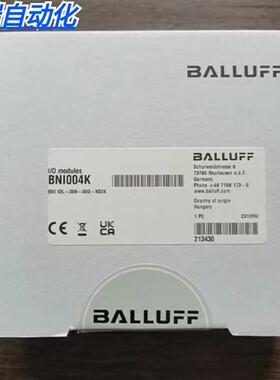 瑞自动化
BALLUFF
I/O modules
BNI004K
BNI IOL-309-000-K024
BALLUFF
Schurwaldstrasse 9
73765 Neuhausen a.d.F.
Germany
Phone +49 7158 173-0
www.balluff.com
Country of origin
Hungary
1 PC
2312HU
CE
UK
CA
213430
BALLUFF